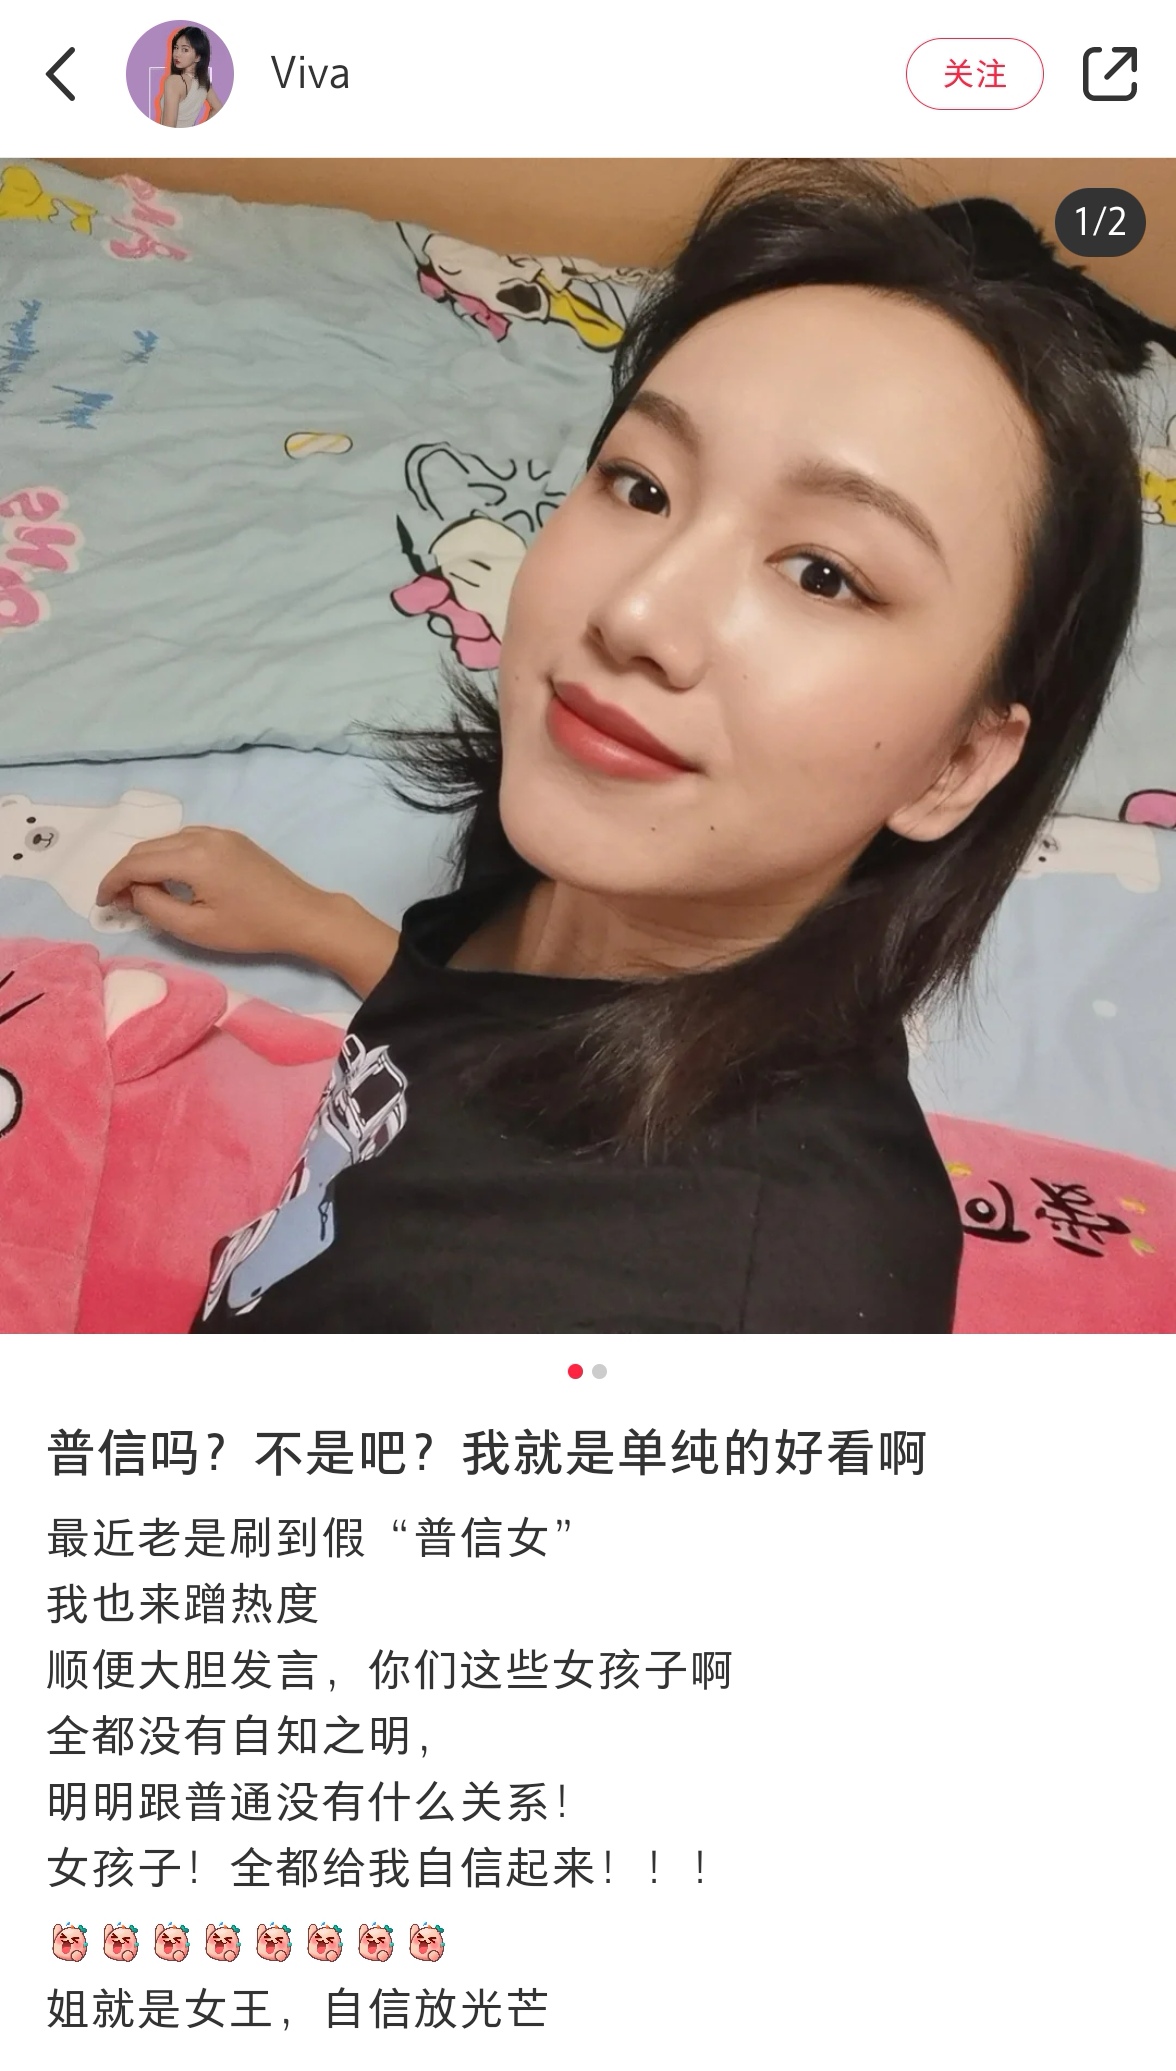 Viva
关注
1/2
普信吗？不是吧？我就是单纯的好看啊
最近老是刷到假“普信女”
我也来蹭热度
顺便大胆发言，你们这些女孩子啊
全都没有自知之明，
明明跟普通没有什么关系！
女孩子！全都给我自信起来！！！
姐就是女王，自信放光芒